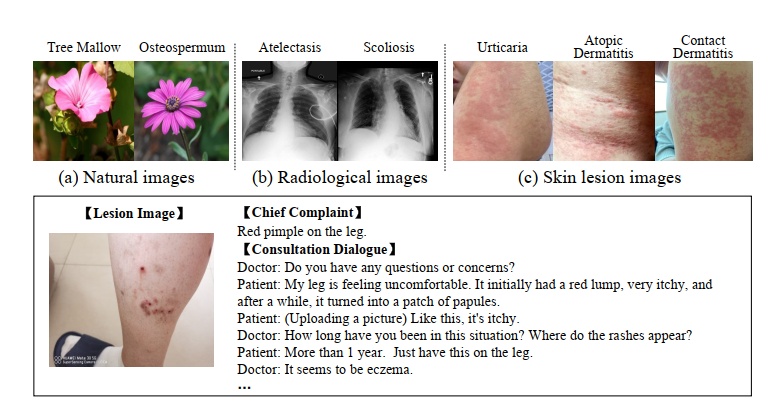 Tree Mallow
Osteospermum
Atelectasis
Scoliosis
Urticaria
Atopic
Dermatitis
Contact
Dermatitis
(a) Natural images
(b) Radiological images
(c) Skin lesion images
【Lesion Image】
【Chief Complaint】
Red pimple on the leg.
【Consultation Dialogue】
Doctor: Do you have any questions or concerns?
Patient: My leg is feeling uncomfortable. It initially had a red lump, very itchy, and
after a while, it turned into a patch of papules.
Patient: (Uploading a picture) Like this, it's itchy.
Doctor: How long have you been in this situation? Where do the rashes appear?
Patient: More than 1 year.  Just have this on the leg.
Doctor: It seems to be eczema.
...